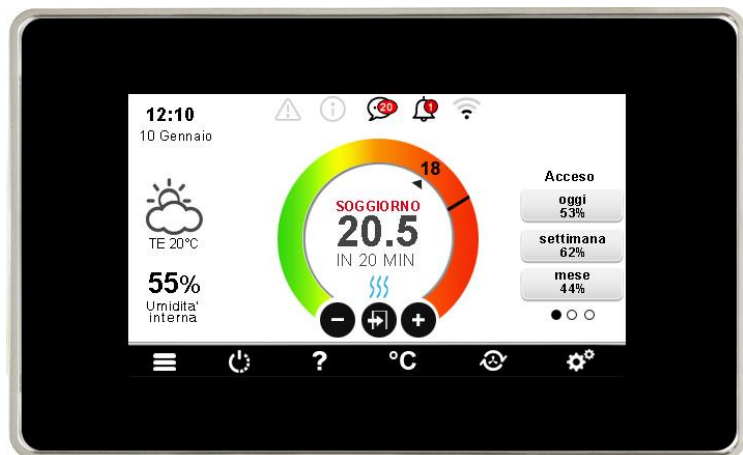 12:10
10 Gennaio
20
1
TE 20°C
55%
Umidita'
interna
18
SOGGIORNO
20.5
IN 20 MIN
Acceso
oggi
53%
settimana
62%
mese
44%
?
°C